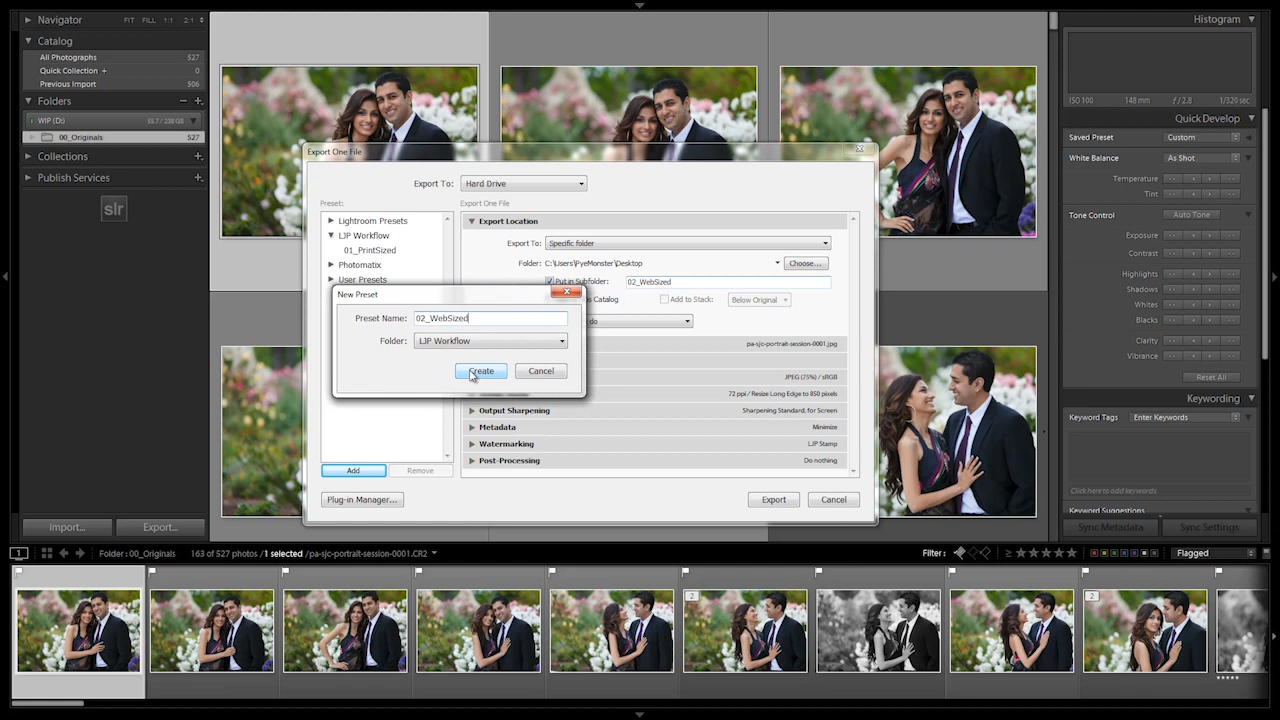 Navigator FIT FILL 1:1 2:1
Catalog
All Photographs 527
Quick Collection + 0
Previous Import 506
Folders
WIP (D:) 55.7 / 238 GB
00_Originals 527
Collections
Publish Services
slr
Import...
Export...
Export One File
Export To: Hard Drive
Preset:
Lightroom Presets
LJP Workflow
01_PrintSized
Photomatix
User Presets
Add
Remove
Plug-in Manager...
Export One File
Export Location
Export To: Specific folder
Folder: C:\Users\PyeMonster\Desktop
Choose...
Put in Subfolder: 02_WebSized
Catalog
Add to Stack: Below Original
do
pa-sjc-portrait-session-0001.jpg
JPEG (75%) / sRGB
72 ppi / Resize Long Edge to 850 pixels
Output Sharpening Sharpening Standard, for Screen
Metadata Minimize
Watermarking LJP Stamp
Post-Processing Do nothing
Export
Cancel
New Preset
Preset Name: 02_WebSized
Folder: LJP Workflow
Create
Cancel
Histogram
ISO 100 148 mm f / 2.8 1/320 sec
Quick Develop
Saved Preset Custom
White Balance As Shot
Temperature
Tint
Tone Control Auto Tone
Exposure
Contrast
Highlights
Shadows
Whites
Blacks
Clarity
Vibrance
Reset All
Keywording
Keyword Tags Enter Keywords
Click here to add keywords
Keyword Suggestions
Sync Metadata
Sync Settings
1 Folder : 00_Originals 163 of 527 photos / 1 selected / pa-sjc-portrait-session-0001.CR2
Filter : Flagged
2
2